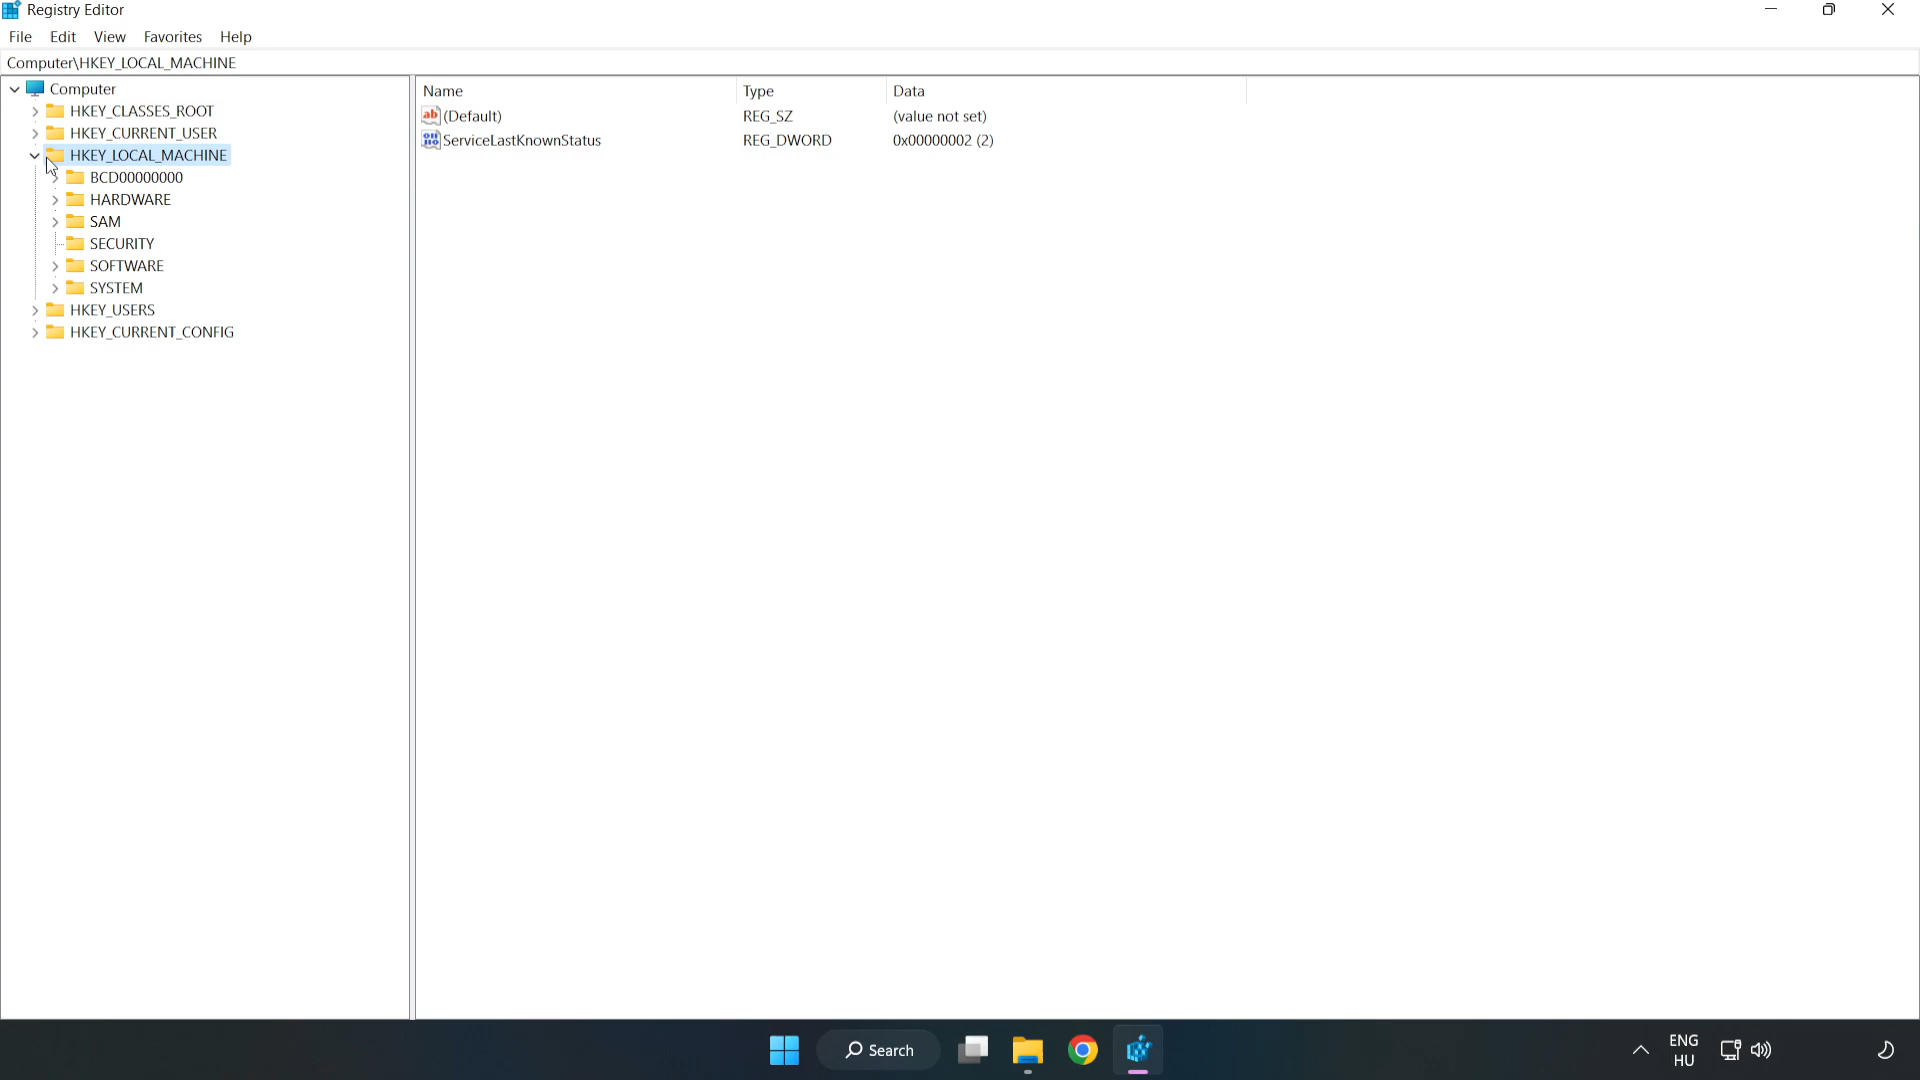 Registry Editor
File Edit View Favorites Help
Computer\HKEY_LOCAL_MACHINE
Computer
HKEY_CLASSES_ROOT
HKEY_CURRENT_USER
HKEY_LOCAL_MACHINE
BCD00000000
HARDWARE
SAM
SECURITY
SOFTWARE
SYSTEM
HKEY_USERS
HKEY_CURRENT_CONFIG
Name Type Data
(Default) REG_SZ (value not set)
ServiceLastKnownStatus REG_DWORD 0x00000002 (2)
Search
ENG
HU